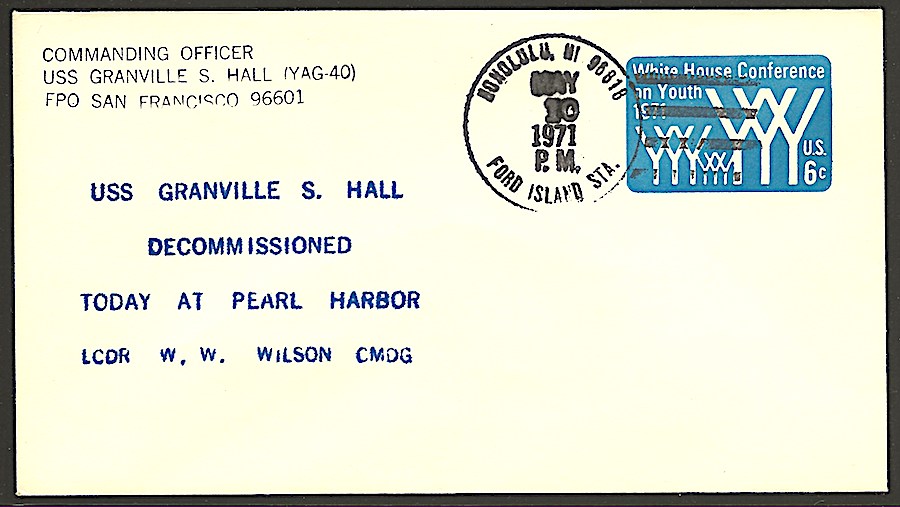 COMMANDING OFFICER
USS GRANVILLE S. HALL (YAG-40)
FPO SAN FRANCISCO 96601
HONOLULU, HI 96818
MAY
10
1971
P. M.
FORD ISLAND STA.
White House Conference
on Youth
1971
U.S.
6c
USS GRANVILLE S. HALL
DECOMMISSIONED
TODAY AT PEARL HARBOR
LCDR W. W. WILSON CMDG